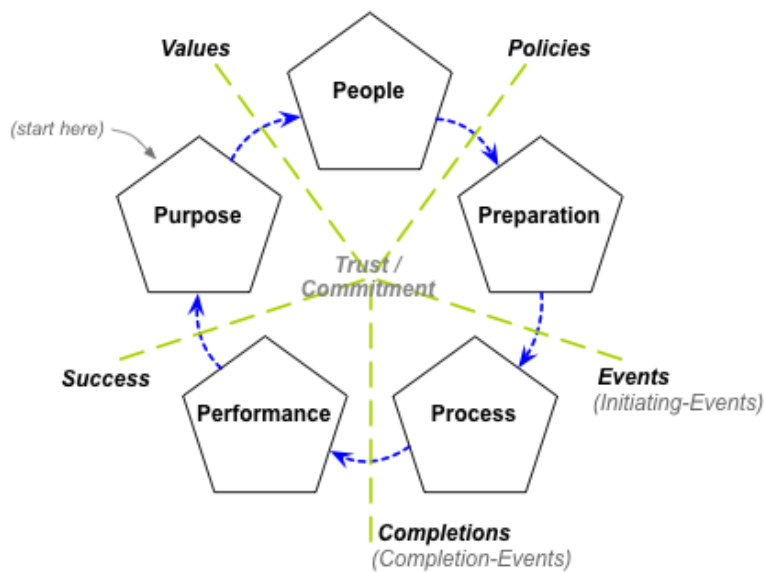 Values
Policies
People
(start here)
Purpose
Preparation
Trust /
Commitment
Success
Events
(Initiating-Events)
Performance
Process
Completions
(Completion-Events)